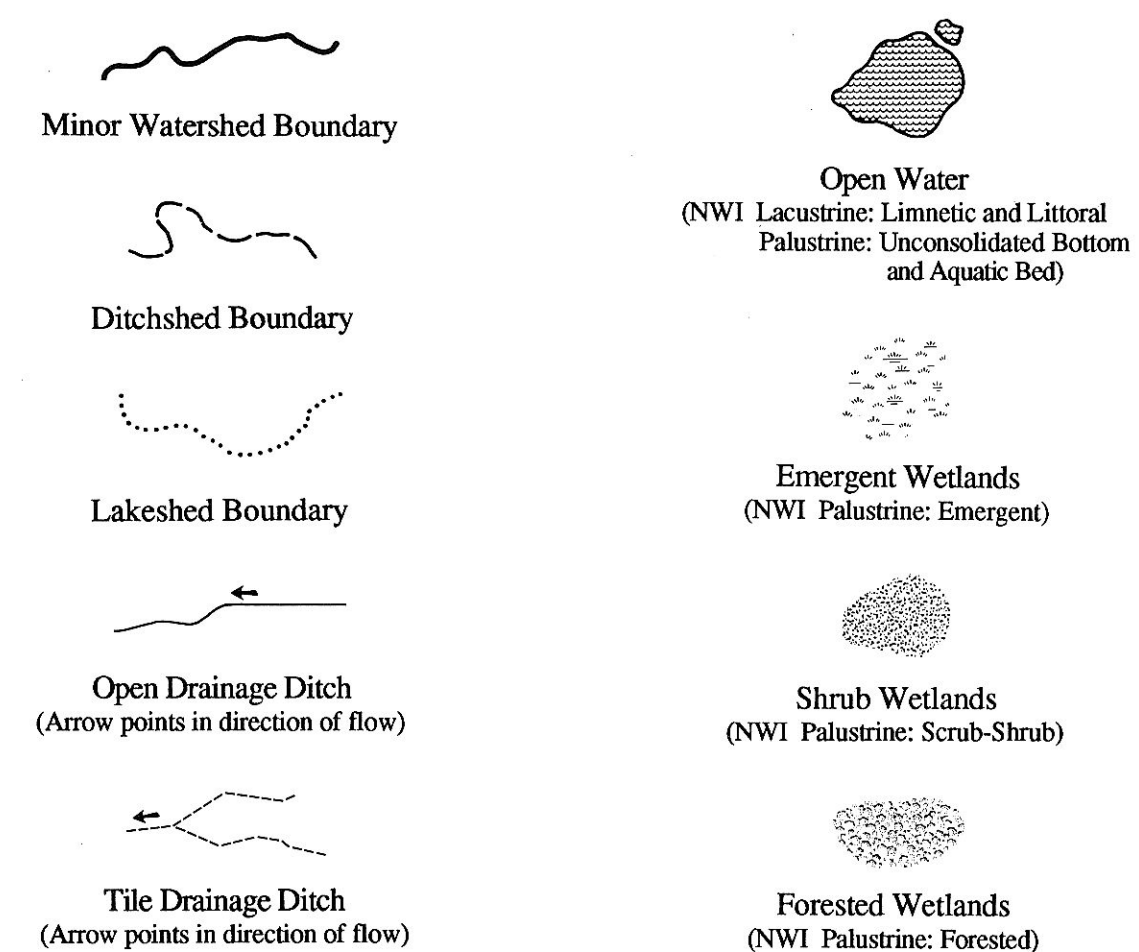 Minor Watershed Boundary
Ditchshed Boundary
Lakeshed Boundary
Open Drainage Ditch
(Arrow points in direction of flow)
Tile Drainage Ditch
(Arrow points in direction of flow)
Open Water
(NWI Lacustrine: Limnetic and Littoral
Palustrine: Unconsolidated Bottom
and Aquatic Bed)
Emergent Wetlands
(NWI Palustrine: Emergent)
Shrub Wetlands
(NWI Palustrine: Scrub-Shrub)
Forested Wetlands
(NWI Palustrine: Forested)